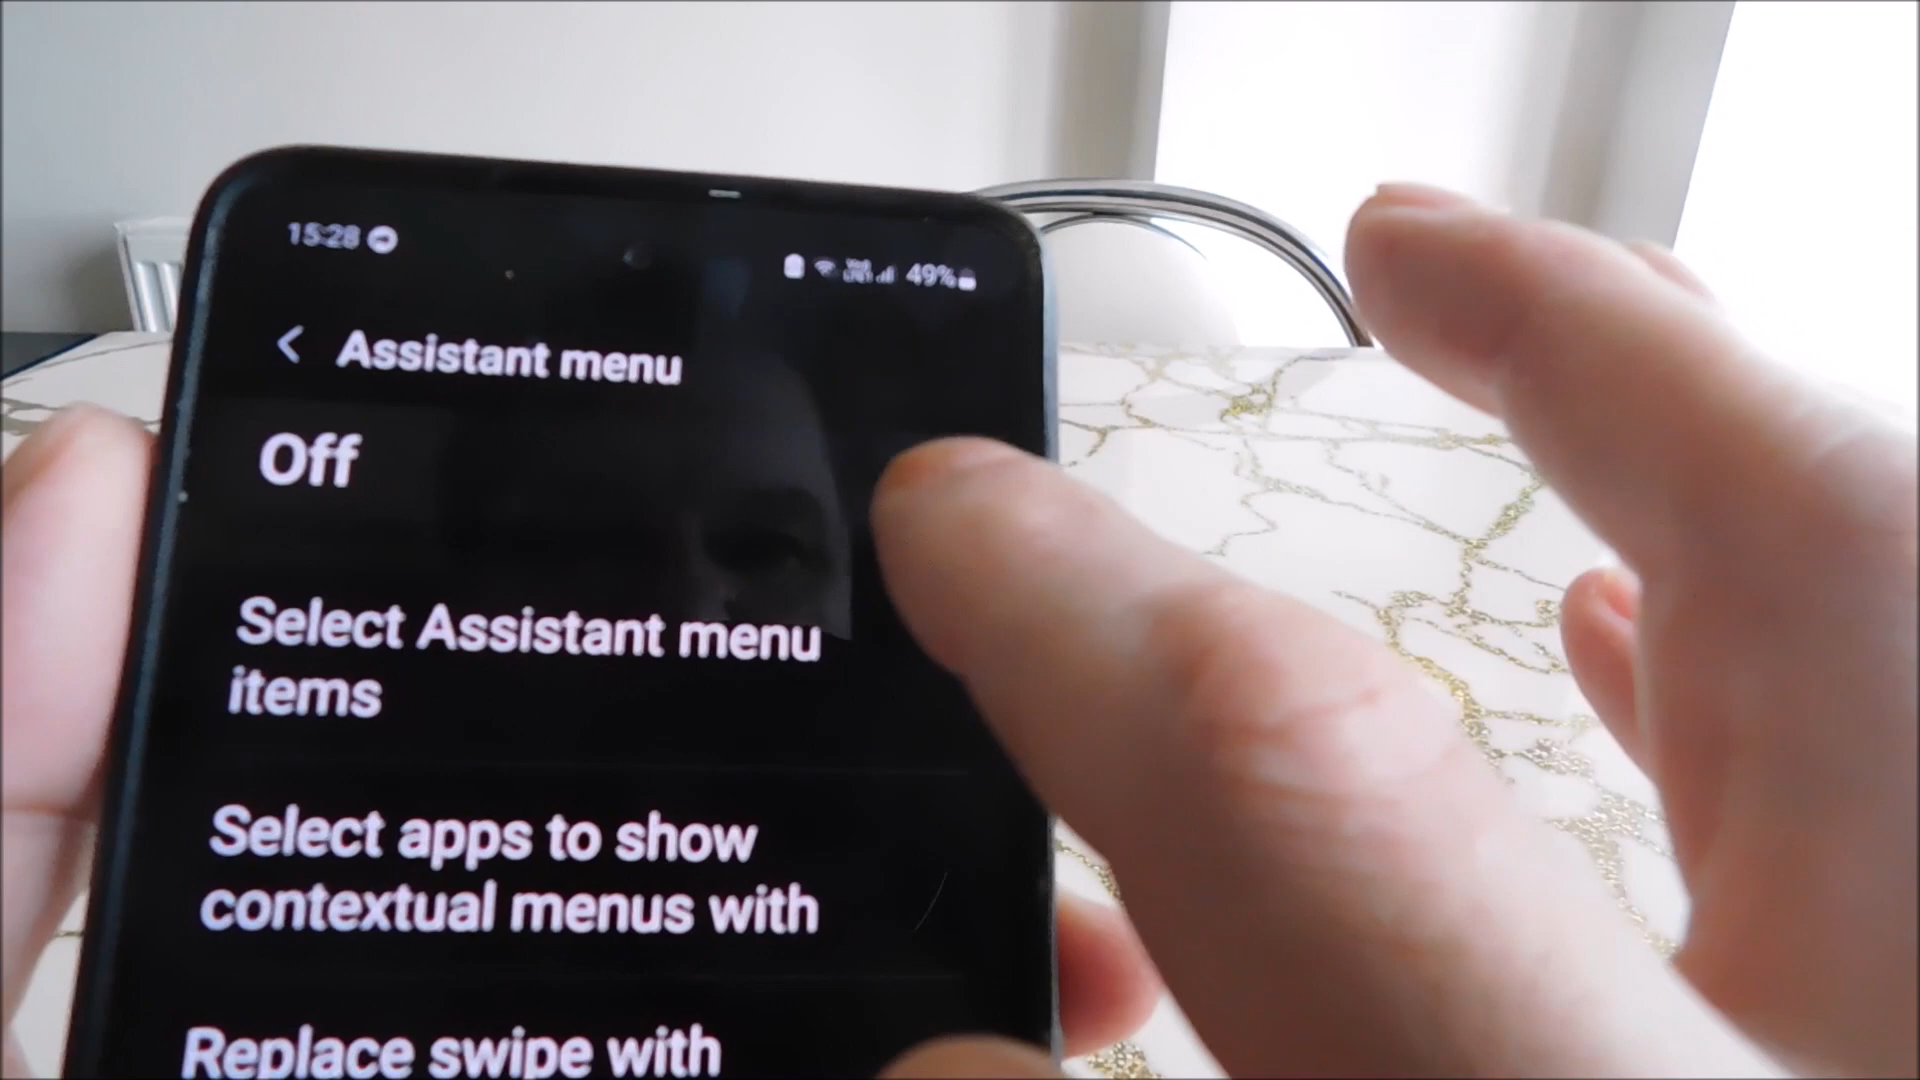 15:28
49%
Assistant menu
Off
Select Assistant menu
items
Select apps to show
contextual menus with
Replace swipe with